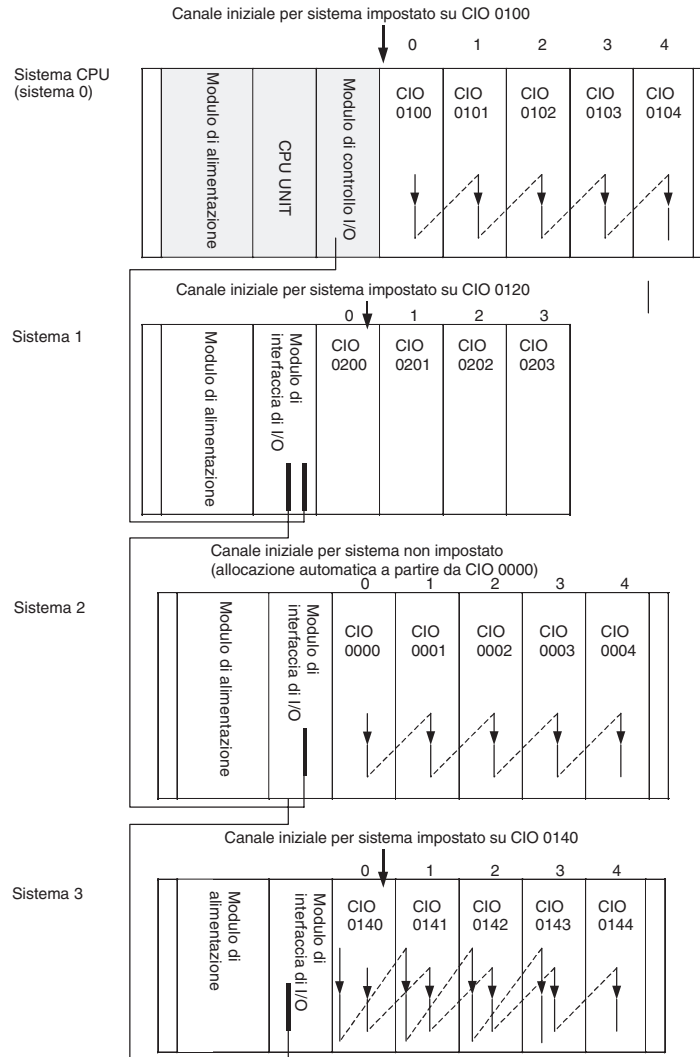 Canale iniziale per sistema impostato su CIO 0100
0 1 2 3 4
Sistema CPU
(sistema 0)
Modulo di alimentazione
CPU UNIT
Modulo di controllo I/O
CIO CIO CIO CIO CIO
0100 0101 0102 0103 0104
Canale iniziale per sistema impostato su CIO 0120
0 1 2 3
Sistema 1
Modulo di alimentazione
Modulo di
interfaccia di I/O
CIO CIO CIO CIO
0200 0201 0202 0203
Canale iniziale per sistema non impostato
(allocazione automatica a partire da CIO 0000)
0 1 2 3 4
Sistema 2
Modulo di alimentazione
Modulo di
interfaccia di I/O
CIO CIO CIO CIO CIO
0000 0001 0002 0003 0004
Canale iniziale per sistema impostato su CIO 0140
0 1 2 3 4
Sistema 3
Modulo di
alimentazione
Modulo di
interfaccia di I/O
CIO CIO CIO CIO CIO
0140 0141 0142 0143 0144